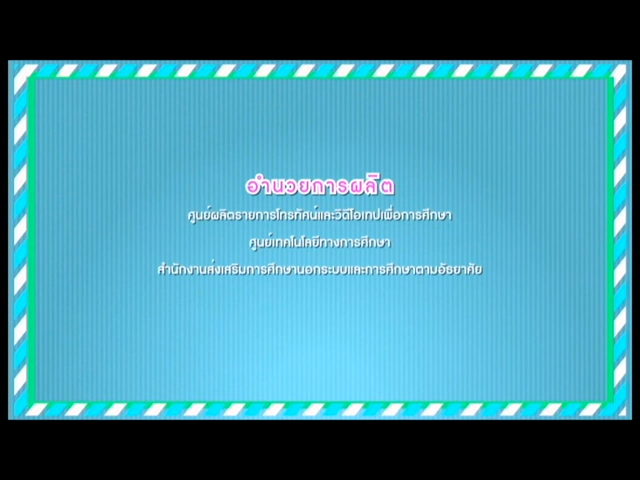 อำนวยการผลิต
ศูนย์ผลิตรายการโทรทัศน์และวิดีโอเทปเพื่อการศึกษา
ศูนย์เทคโนโลยีทางการศึกษา
สำนักงานส่งเสริมการศึกษานอกระบบและการศึกษาตามอัธยาศัย